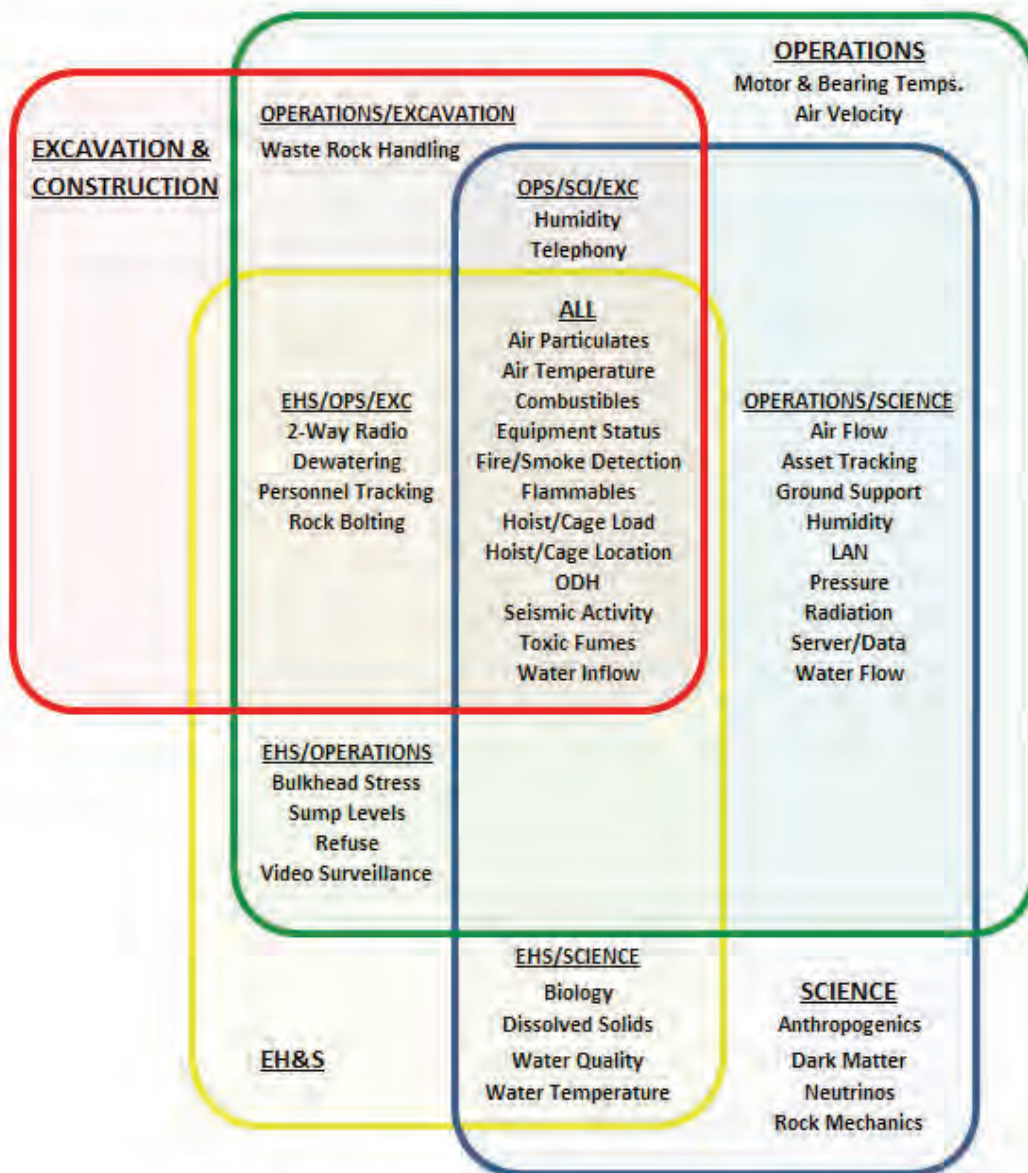 OPERATIONS
Motor & Bearing Temps.
Air Velocity
OPERATIONS/EXCAVATION
Waste Rock Handling
EXCAVATION &
CONSTRUCTION
OPS/SCI/EXC
Humidity
Telephony
ALL
Air Particulates
Air Temperature
Combustibles
Equipment Status
Fire/Smoke Detection
Flammables
Hoist/Cage Load
Hoist/Cage Location
ODH
Seismic Activity
Toxic Fumes
Water Inflow
EHS/OPS/EXC
2-Way Radio
Dewatering
Personnel Tracking
Rock Bolting
OPERATIONS/SCIENCE
Air Flow
Asset Tracking
Ground Support
Humidity
LAN
Pressure
Radiation
Server/Data
Water Flow
EHS/OPERATIONS
Bulkhead Stress
Sump Levels
Refuse
Video Surveillance
EHS/SCIENCE
Biology
Dissolved Solids
Water Quality
Water Temperature
EH&S
SCIENCE
Anthropogenics
Dark Matter
Neutrinos
Rock Mechanics